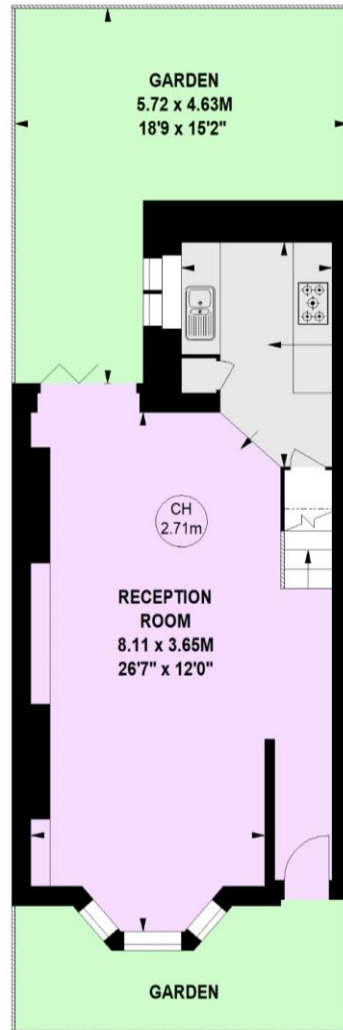 GARDEN
5.72 x 4.63M
18'9 x 15'2"
CH
2.71m
RECEPTION
ROOM
8.11 x 3.65M
26'7" x 12'0"
GARDEN